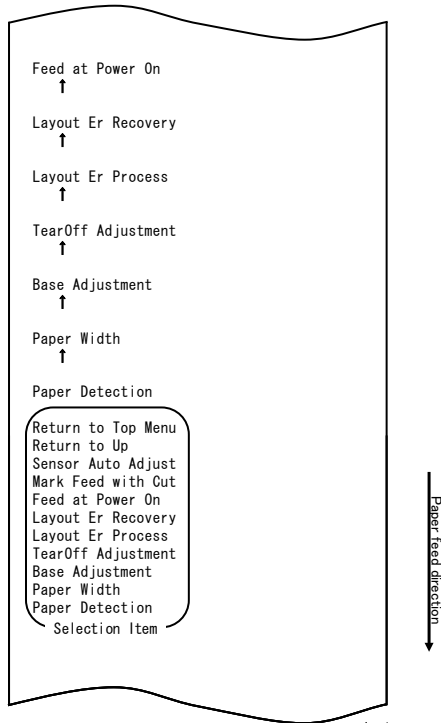 Feed at Power On
↑
Layout Er Recovery
↑
Layout Er Process
↑
TearOff Adjustment
↑
Base Adjustment
↑
Paper Width
↑
Paper Detection
Return to Top Menu
Return to Up
Sensor Auto Adjust
Mark Feed with Cut
Feed at Power On
Layout Er Recovery
Layout Er Process
TearOff Adjustment
Base Adjustment
Paper Width
Paper Detection
Selection Item
Paper feed direction